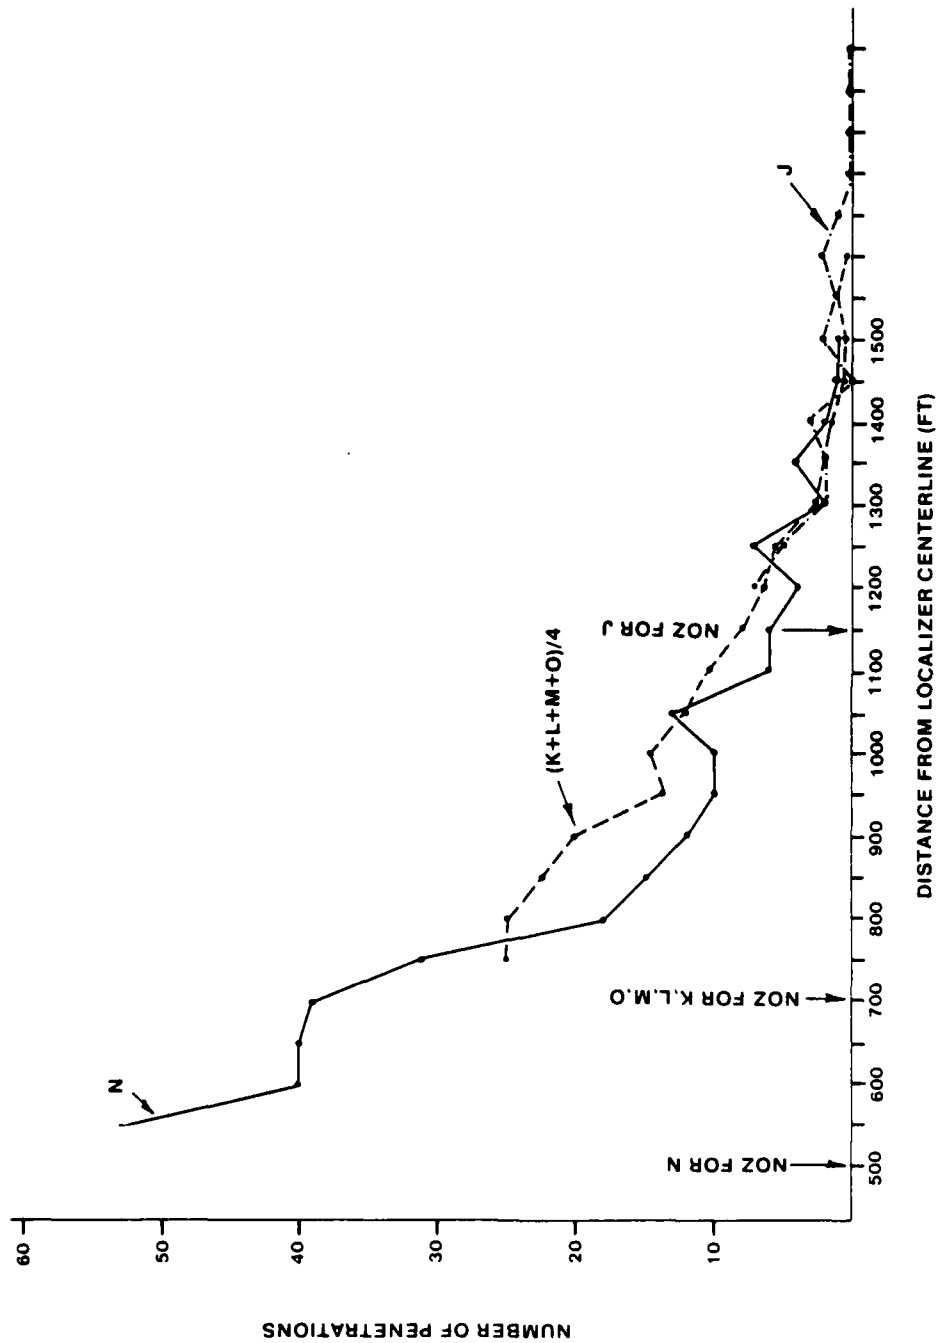 NUMBER OF PENETRATIONS
60
50
40
30
20
10
N
(K+L+M+O)/4
J
NOZ FOR N
NOZ FOR K,L,M,O
NOZ FOR J
500
600
700
800
900
1000
1100
1200
1300
1400
1500
DISTANCE FROM LOCALIZER CENTERLINE (FT)